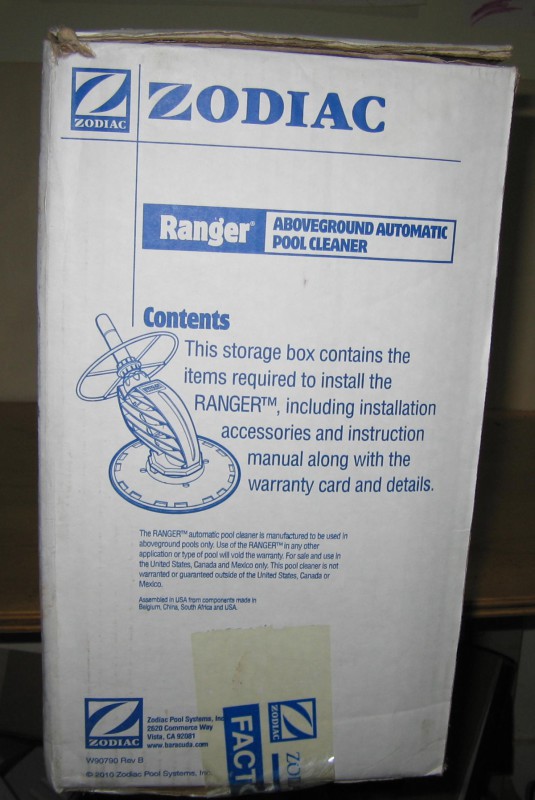 ZODIAC
ZODIAC
Ranger®
ABOVEGROUND AUTOMATIC
POOL CLEANER
Contents
This storage box contains the
items required to install the
RANGER™, including installation
accessories and instruction
manual along with the
warranty card and details.
The RANGER™ automatic pool cleaner is manufactured to be used in
aboveground pools only. Use of the RANGER™ in any other
application or type of pool will void the warranty. For sale and use in
the United States, Canada and Mexico only. This pool cleaner is not
warranted or guaranteed outside of the United States, Canada or
Mexico.
Assembled in USA from components made in
Belgium, China, South Africa and USA.
ZODIAC
Zodiac Pool Systems, Inc
2620 Commerce Way
Vista, CA 92081
www.baracuda.com
W90790 Rev B
© 2010 Zodiac Pool Systems, Inc.
FACT
ZODIAC
ZO